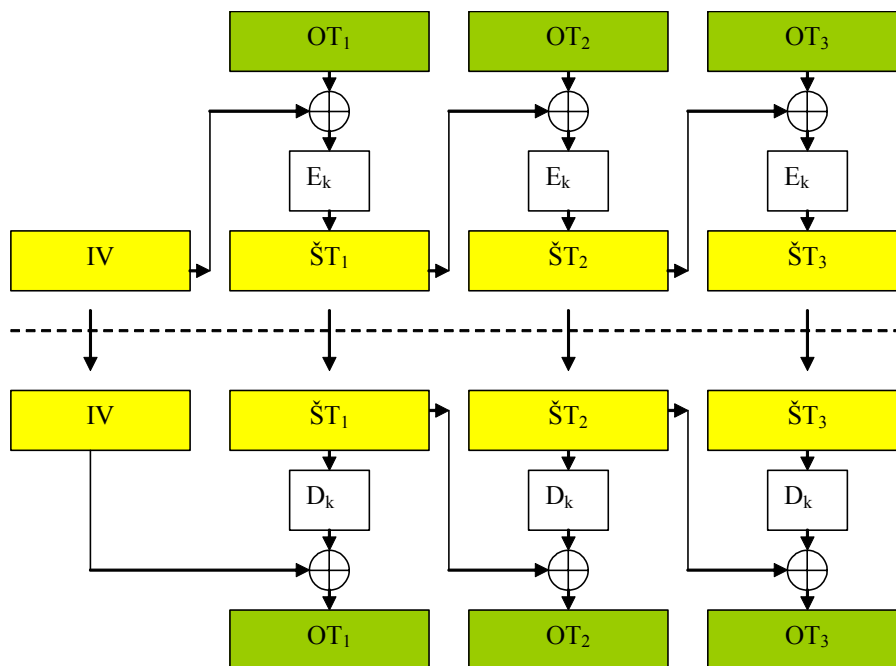 OT₁ OT₂ OT₃
Eₖ Eₖ Eₖ
IV ŠT₁ ŠT₂ ŠT₃
IV ŠT₁ ŠT₂ ŠT₃
Dₖ Dₖ Dₖ
OT₁ OT₂ OT₃